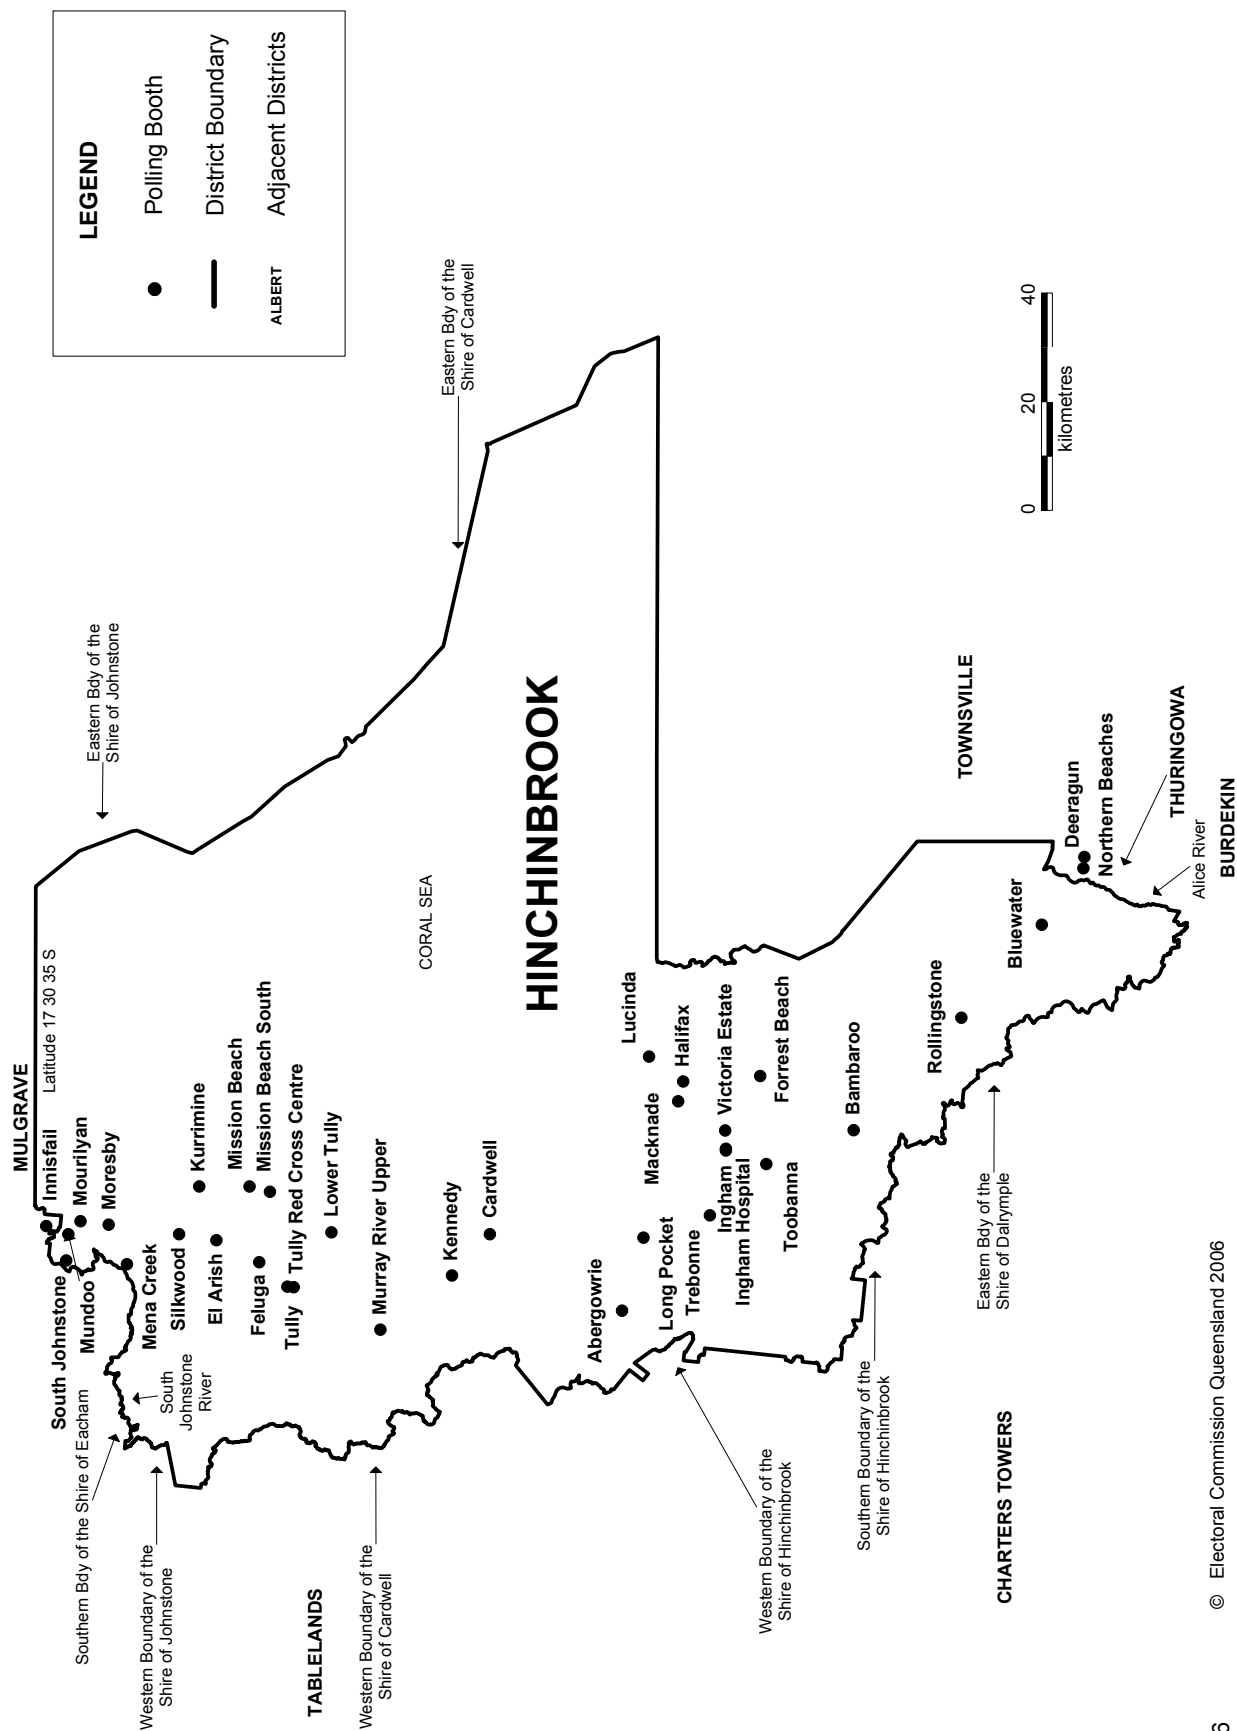 LEGEND
Polling Booth
District Boundary
ALBERT
Adjacent Districts
MULGRAVE
Latitude 17 30 35 S
Innisfail
Mourilyan
Moresby
South Johnstone
Mundoo
Mena Creek
Silkwood
Kurrimine
El Arish
Mission Beach
Mission Beach South
Feluga
Tully
Tully Red Cross Centre
Lower Tully
Murray River Upper
Kennedy
Cardwell
Eastern Bdy of the
Shire of Johnstone
Eastern Bdy of the
Shire of Cardwell
CORAL SEA
HINCHINBROOK
Southern Bdy of the Shire of Eacham
South
Johnstone
River
Western Boundary of the
Shire of Johnstone
TABLELANDS
Western Boundary of the
Shire of Cardwell
Abergowrie
Long Pocket
Lucinda
Macknade
Halifax
Trebonne
Ingham
Victoria Estate
Ingham Hospital
Forrest Beach
Toobanna
Bambaroo
Western Boundary of the
Shire of Hinchinbrook
Southern Boundary of the
Shire of Hinchinbrook
Rollingstone
Eastern Bdy of the
Shire of Dalrymple
Bluewater
TOWNSVILLE
Deeragun
Northern Beaches
THURINGOWA
Alice River
BURDEKIN
CHARTERS TOWERS
0
20
40
kilometres
© Electoral Commission Queensland 2006
6